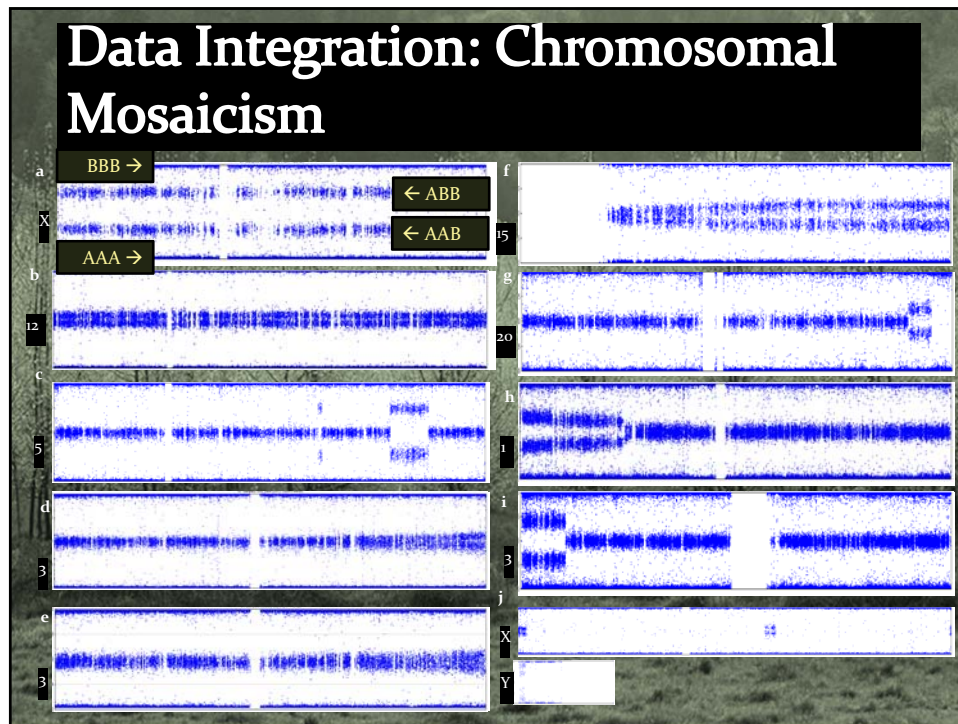 Data Integration: Chromosomal
Mosaicism
a
BBB →
← ABB
X
← AAB
AAA →
b
12
c
5
d
3
e
3
f
15
g
20
h
1
i
3
j
X
Y